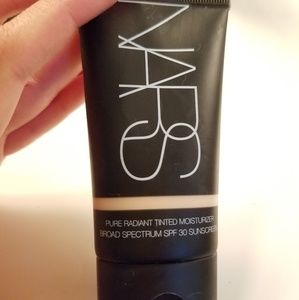 NARS
PURE RADIANT TINTED MOISTURIZER
BROAD SPECTRUM SPF 30 SUNSCREEN